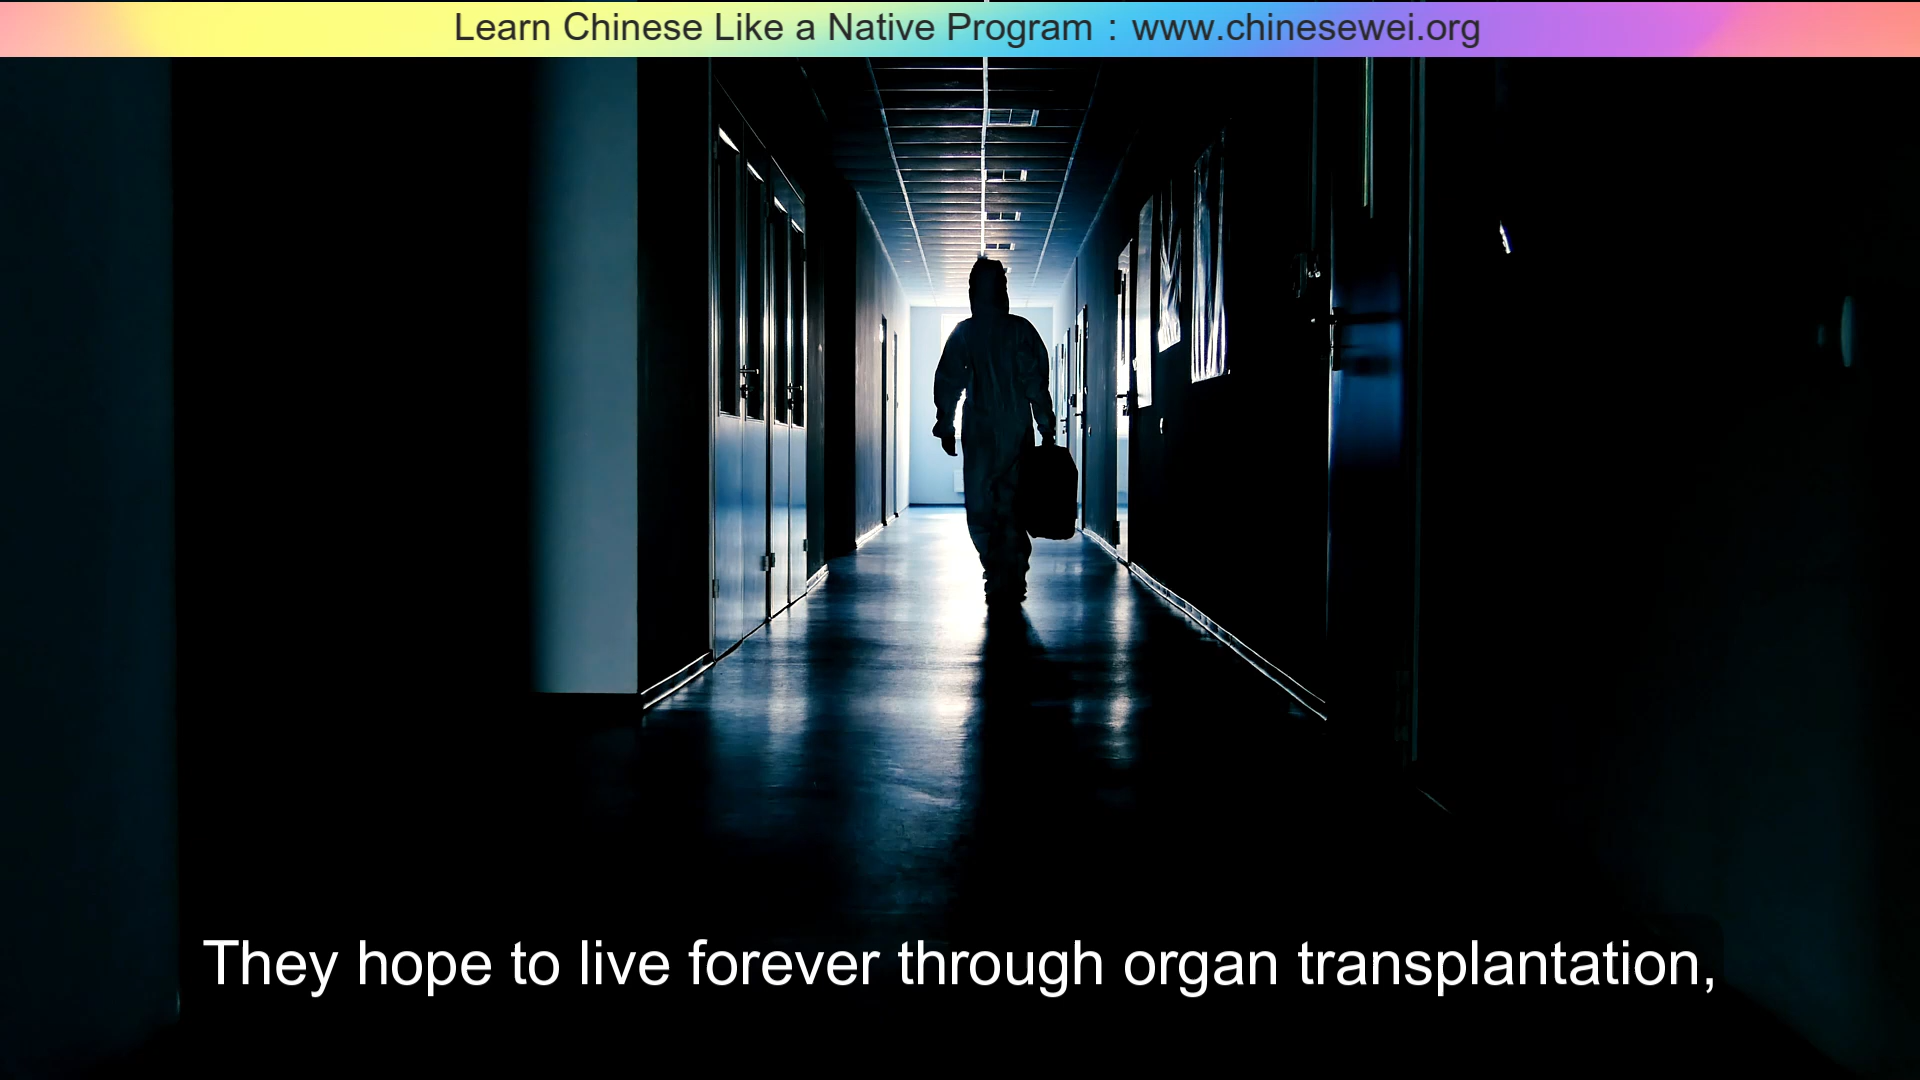 Learn Chinese Like a Native Program：www.chinesewei.org
They hope to live forever through organ transplantation,